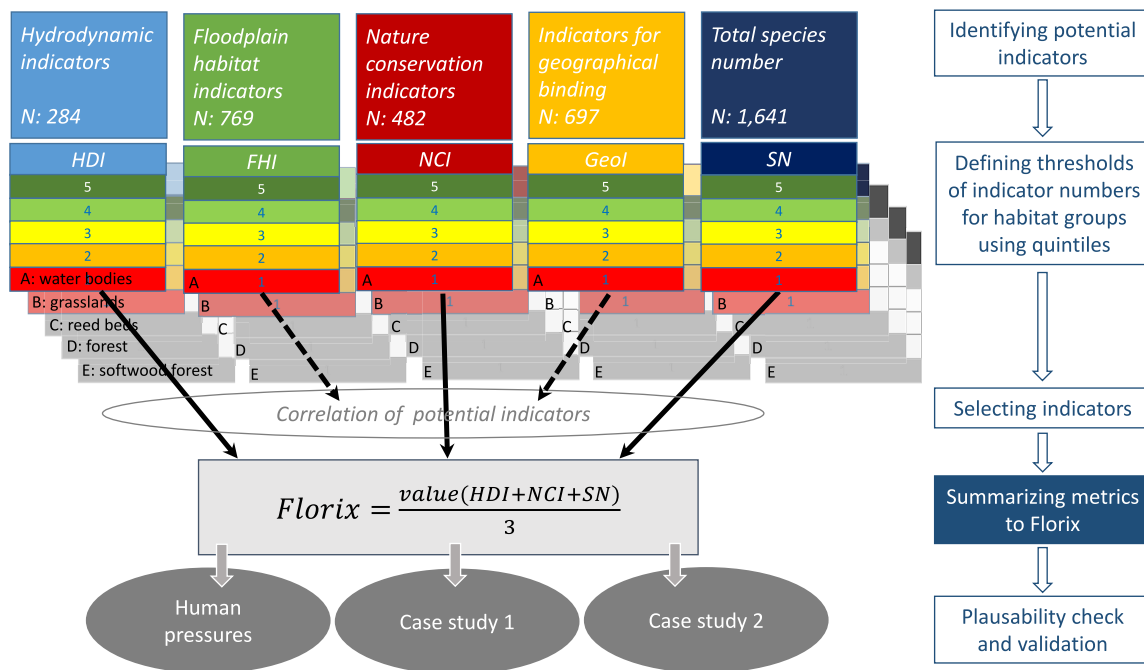 Hydrodynamic
indicators
N: 284
Floodplain
habitat
indicators
N: 769
Nature
conservation
indicators
N: 482
Indicators for
geographical
binding
N: 697
Total species
number
N: 1,641
HDI
FHI
NCI
GeoI
SN
5
5
5
5
5
4
4
4
4
4
3
3
3
3
3
2
2
2
2
2
A: water bodies
A
1
A
1
A
1
1
B: grasslands
B
1
B
B
1
C: reed beds
C
C
C
C
D: forest
D
D
D
D
E: softwood forest
E
E
E
E
Correlation of potential indicators
Florix = value(HDI+NCI+SN)
3
Human
pressures
Case study 1
Case study 2
Identifying potential
indicators
Defining thresholds
of indicator numbers
for habitat groups
using quintiles
Selecting indicators
Summarizing metrics
to Florix
Plausability check
and validation